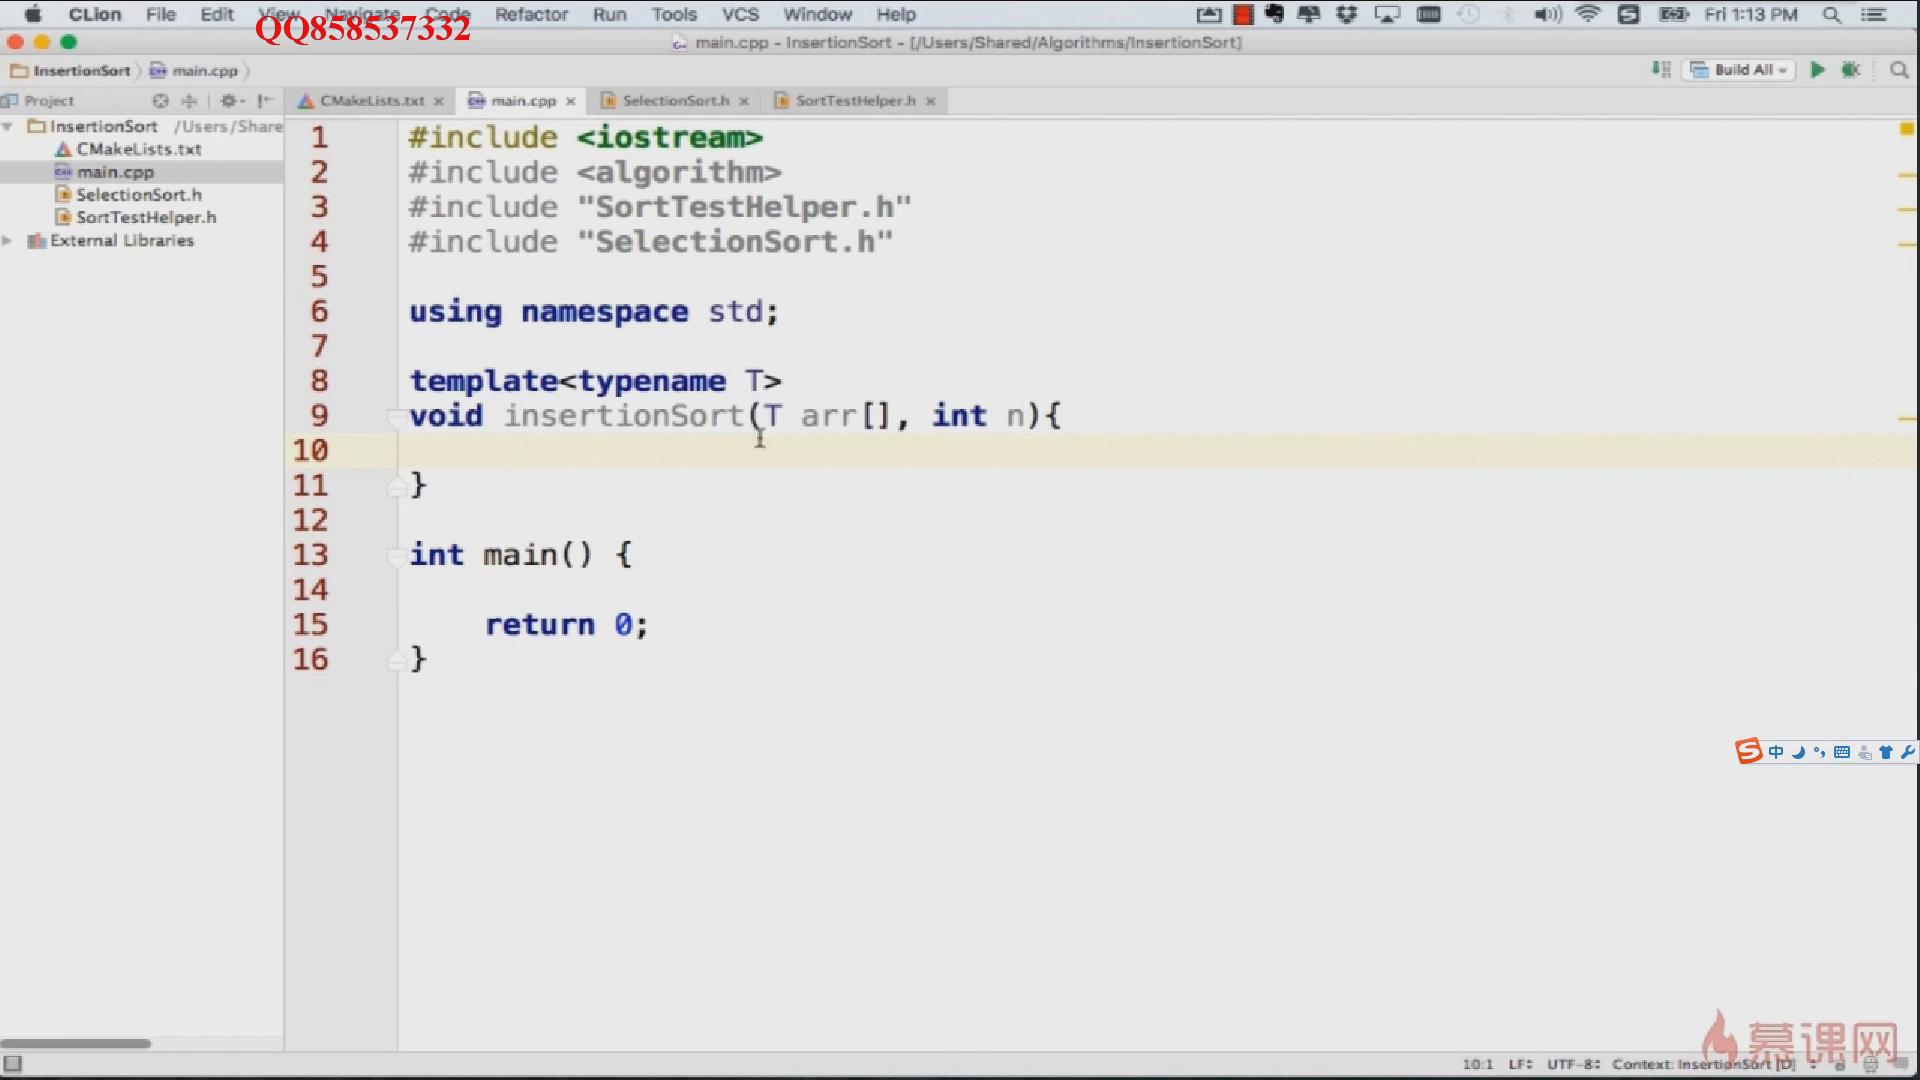 CLion File Edit View Navigate Code Refactor Run Tools VCS Window Help Fri 1:13 PM
QQ858537332
main.cpp - InsertionSort - [/Users/Shared/Algorithms/InsertionSort]
InsertionSort main.cpp Build All
Project CMakeLists.txt main.cpp SelectionSort.h SortTestHelper.h
InsertionSort /Users/Share
CMakeLists.txt
main.cpp
SelectionSort.h
SortTestHelper.h
External Libraries
1 #include <iostream>
2 #include <algorithm>
3 #include "SortTestHelper.h"
4 #include "SelectionSort.h"
5
6 using namespace std;
7
8 template<typename T>
9 void insertionSort(T arr[], int n){
10
11 }
12
13 int main() {
14
15 return 0;
16 }
中
慕课网
10:1 LF÷ UTF-8÷ Context: InsertionSort [D]